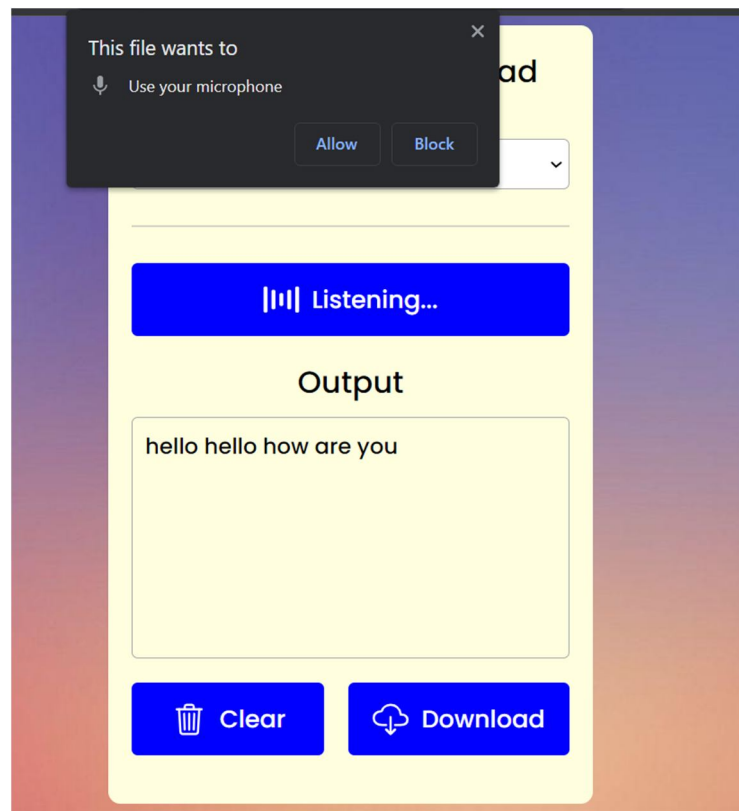 This file wants to
Use your microphone
Allow Block
ad
Listening...
Output
hello hello how are you
Clear Download